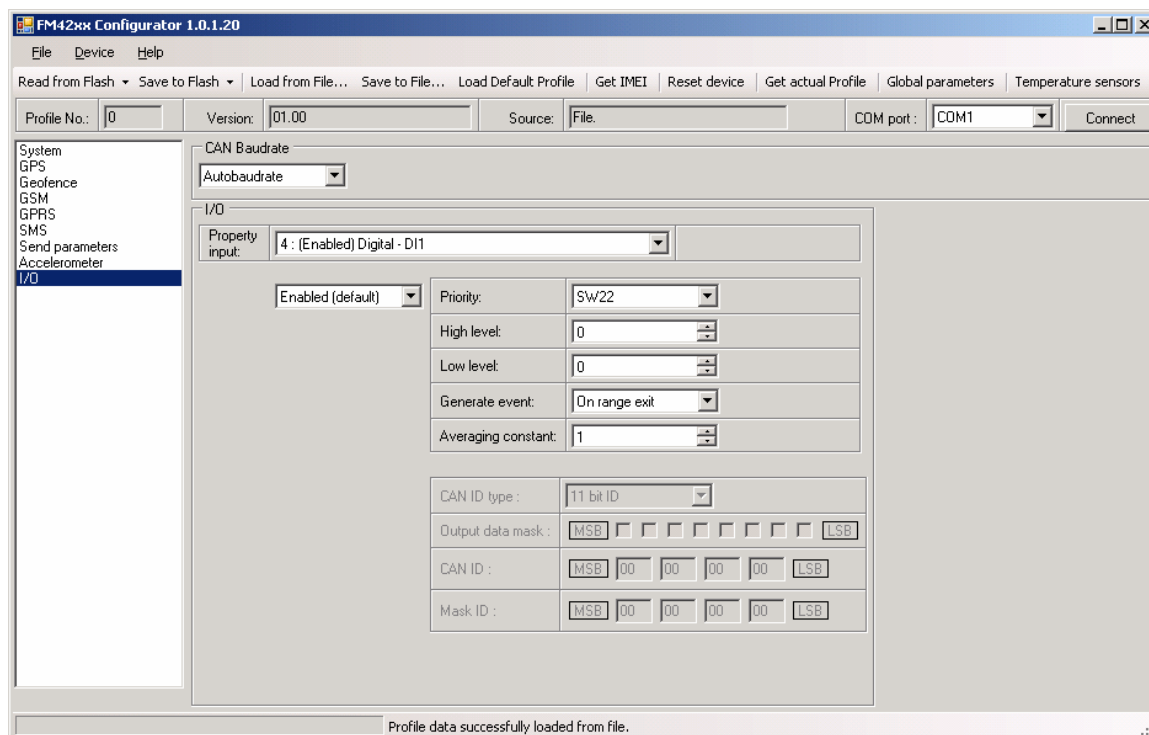 FM42xx Configurator 1.0.1.20
File Device Help
Read from Flash Save to Flash Load from File... Save to File... Load Default Profile Get IMEI Reset device Get actual Profile Global parameters Temperature sensors
Profile No.: 0 Version: 01.00 Source: File. COM port : COM1 Connect
System
GPS
Geofence
GSM
GPRS
SMS
Send parameters
Accelerometer
I/O
CAN Baudrate
Autobaudrate
I/O
Property input: 4 : (Enabled) Digital - DI1
Enabled (default)
Priority: SW22
High level: 0
Low level: 0
Generate event: On range exit
Averaging constant: 1
CAN ID type : 11 bit ID
Output data mask : MSB LSB
CAN ID : MSB 00 00 00 00 LSB
Mask ID : MSB 00 00 00 00 LSB
Profile data successfully loaded from file.